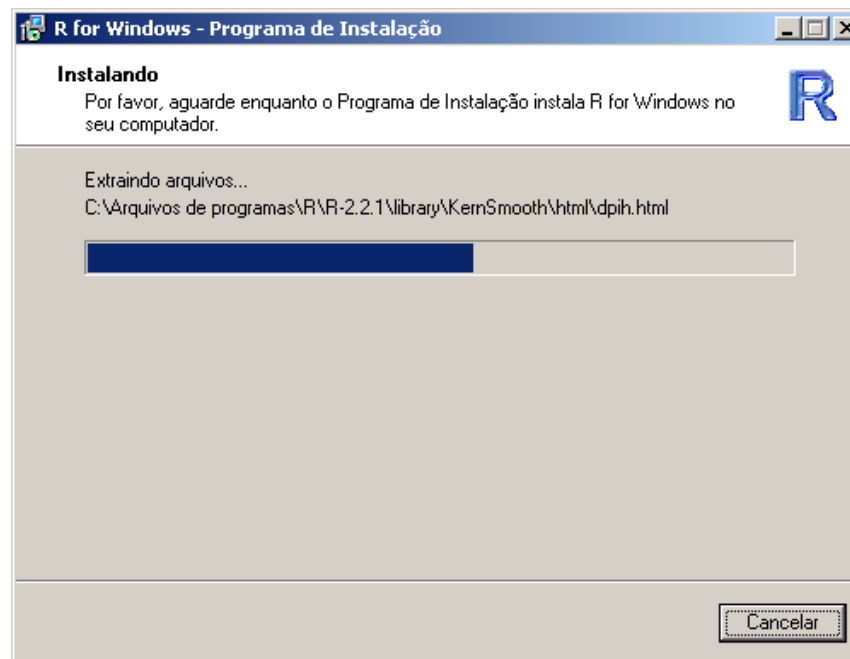 R for Windows - Programa de Instalação
Instalando
Por favor, aguarde enquanto o Programa de Instalação instala R for Windows no
seu computador.
R
Extraindo arquivos...
C:\Arquivos de programas\R\R-2.2.1\library\KernSmooth\html\dpih.html
Cancelar